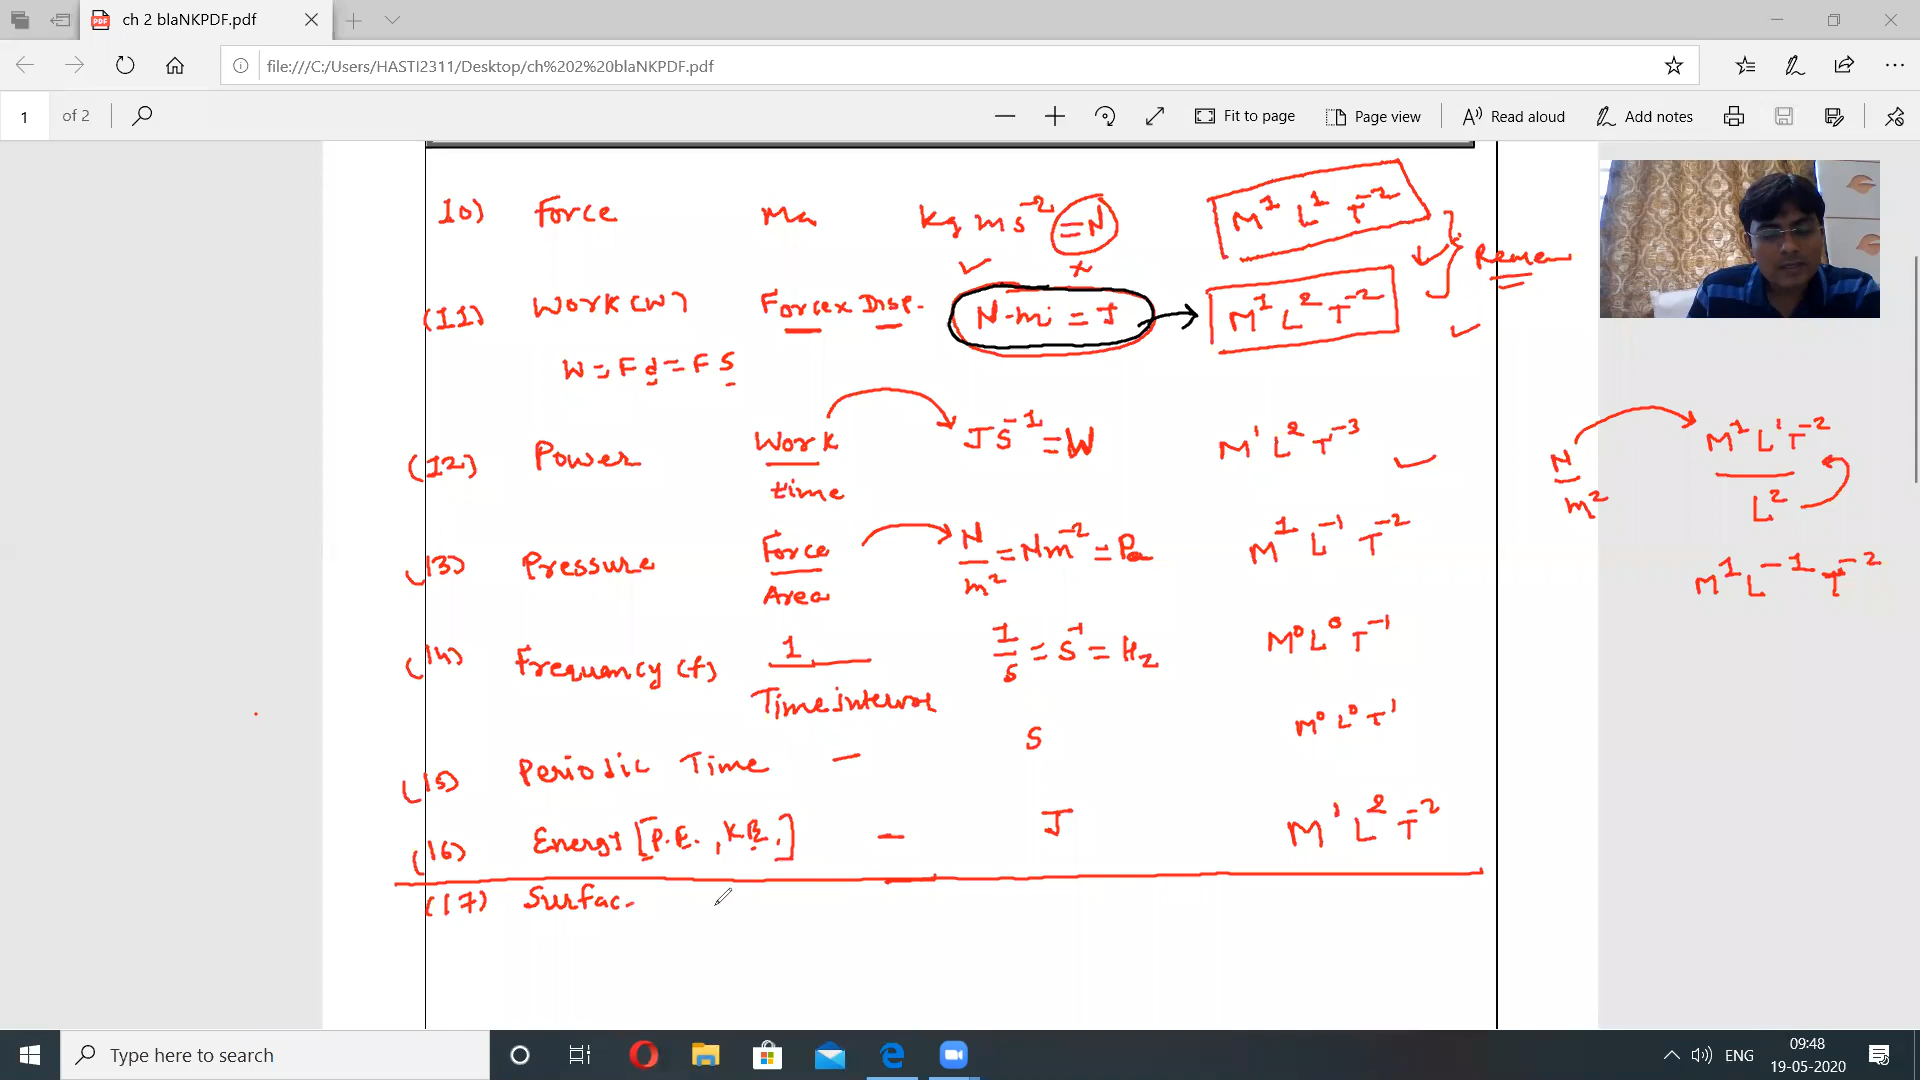 ch 2 blaNKPDF.pdf
file:///C:/Users/HASTI2311/Desktop/ch%202%20blaNKPDF.pdf
1 of 2
Fit to page
Page view
Read aloud
Add notes
10) Force Ma kg m s⁻² = N M¹ L¹ T⁻²
(11) Work (W) Force x Disp. N-m = J → M¹ L² T⁻²
W = Fd = FS
(12) Power Work / time J S⁻¹ = W M¹ L² T⁻³
N / m² M¹ L¹ T⁻² / L²
(13) Pressure Force / Area N / m² = Nm⁻² = Pa M¹ L⁻¹ T⁻²
M¹ L⁻¹ T⁻²
(14) Frequency (f) 1 / Time interval 1 / s = S⁻¹ = Hz M⁰ L⁰ T⁻¹
(15) Periodic Time – S M⁰ L⁰ T¹
(16) Energy [P.E., K.E.] – J M¹ L² T⁻²
(17) Surfac
Type here to search
ENG
09:48
19-05-2020